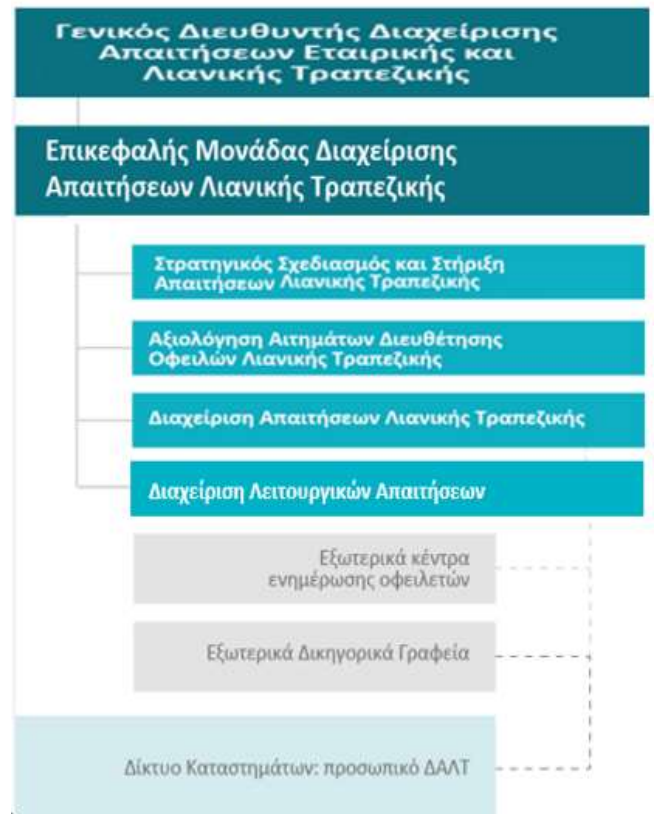 Γενικός Διευθυντής Διαχείρισης
Απαιτήσεων Εταιρικής και
Λιανικής Τραπεζικής
Επικεφαλής Μονάδας Διαχείρισης
Απαιτήσεων Λιανικής Τραπεζικής
Στρατηγικός Σχεδιασμός και Στήριξη
Απαιτήσεων Λιανικής Τραπεζικής
Αξιολόγηση Αιτημάτων Διευθέτησης
Οφειλών Λιανικής Τραπεζικής
Διαχείριση Απαιτήσεων Λιανικής Τραπεζικής
Διαχείριση Λειτουργικών Απαιτήσεων
Εξωτερικά κέντρα
ενημέρωσης οφειλετών
Εξωτερικά Δικηγορικά Γραφεία
Δίκτυο Καταστημάτων: προσωπικό ΔΑΛΤ